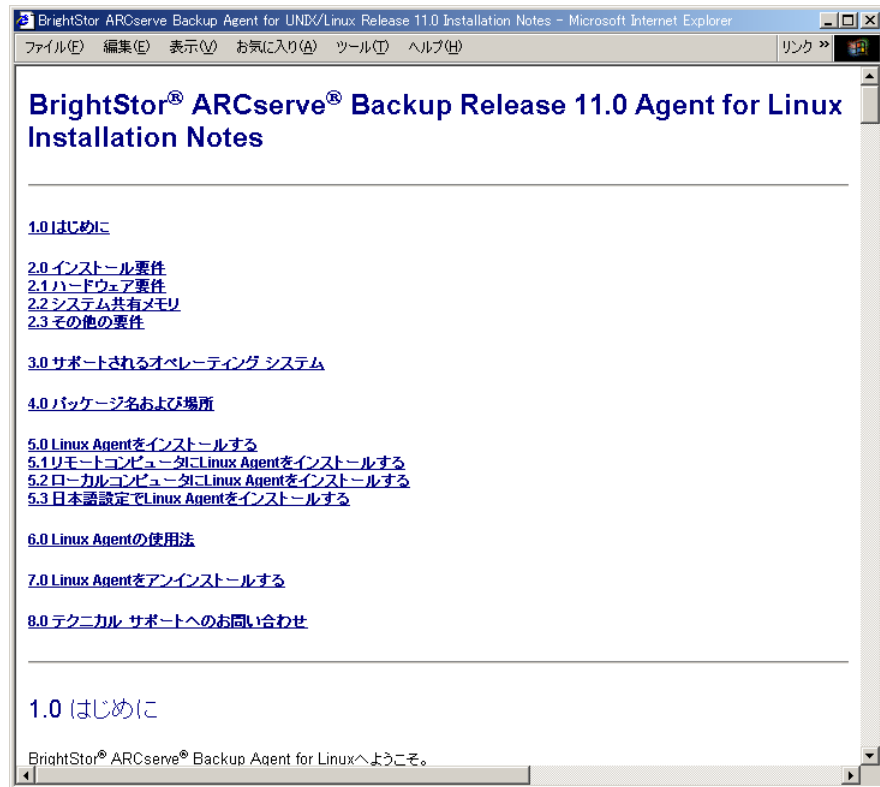 BrightStor ARCserve Backup Agent for UNIX/Linux Release 11.0 Installation Notes - Microsoft Internet Explorer
ファイル(F) 編集(E) 表示(V) お気に入り(A) ツール(T) ヘルプ(H) リンク »
BrightStor® ARCserve® Backup Release 11.0 Agent for Linux
Installation Notes
1.0 はじめに
2.0 インストール要件
2.1 ハードウェア要件
2.2 システム共有メモリ
2.3 その他の要件
3.0 サポートされるオペレーティング システム
4.0 パッケージ名および場所
5.0 Linux Agentをインストールする
5.1 リモートコンピュータにLinux Agentをインストールする
5.2 ローカルコンピュータにLinux Agentをインストールする
5.3 日本語設定でLinux Agentをインストールする
6.0 Linux Agentの使用法
7.0 Linux Agentをアンインストールする
8.0 テクニカル サポートへのお問い合わせ
1.0 はじめに
BrightStor® ARCserve® Backup Agent for Linuxへようこそ。